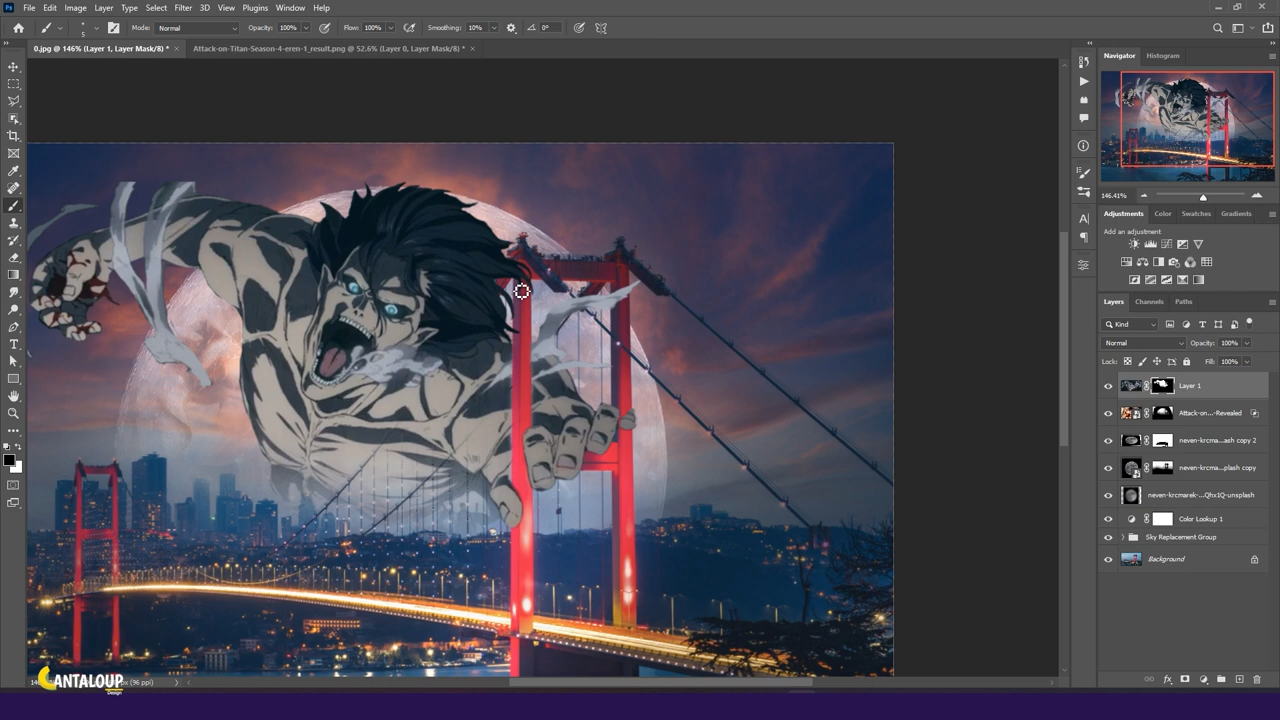 File Edit Image Layer Type Select Filter 3D View Plugins Window Help
5 Mode: Normal Opacity: 100% Flow: 100% Smoothing: 10% 0°
0.jpg @ 146% (Layer 1, Layer Mask/8) * × Attack-on-Titan-Season-4-eren-1_result.png @ 52.6% (Layer 0, Layer Mask/8) * ×
Navigator Histogram
146.41%
Adjustments Color Swatches Gradients
Add an adjustment
Layers Channels Paths
Kind
Normal Opacity: 100%
Lock: Fill: 100%
Layer 1
Attack-on...-Revealed
neven-krcma...ash copy 2
neven-krcma...plash copy
neven-krcmarek-...Qhx1Q-unsplash
Color Lookup 1
Sky Replacement Group
Background
(96 ppi)
CANTALOUP
Design